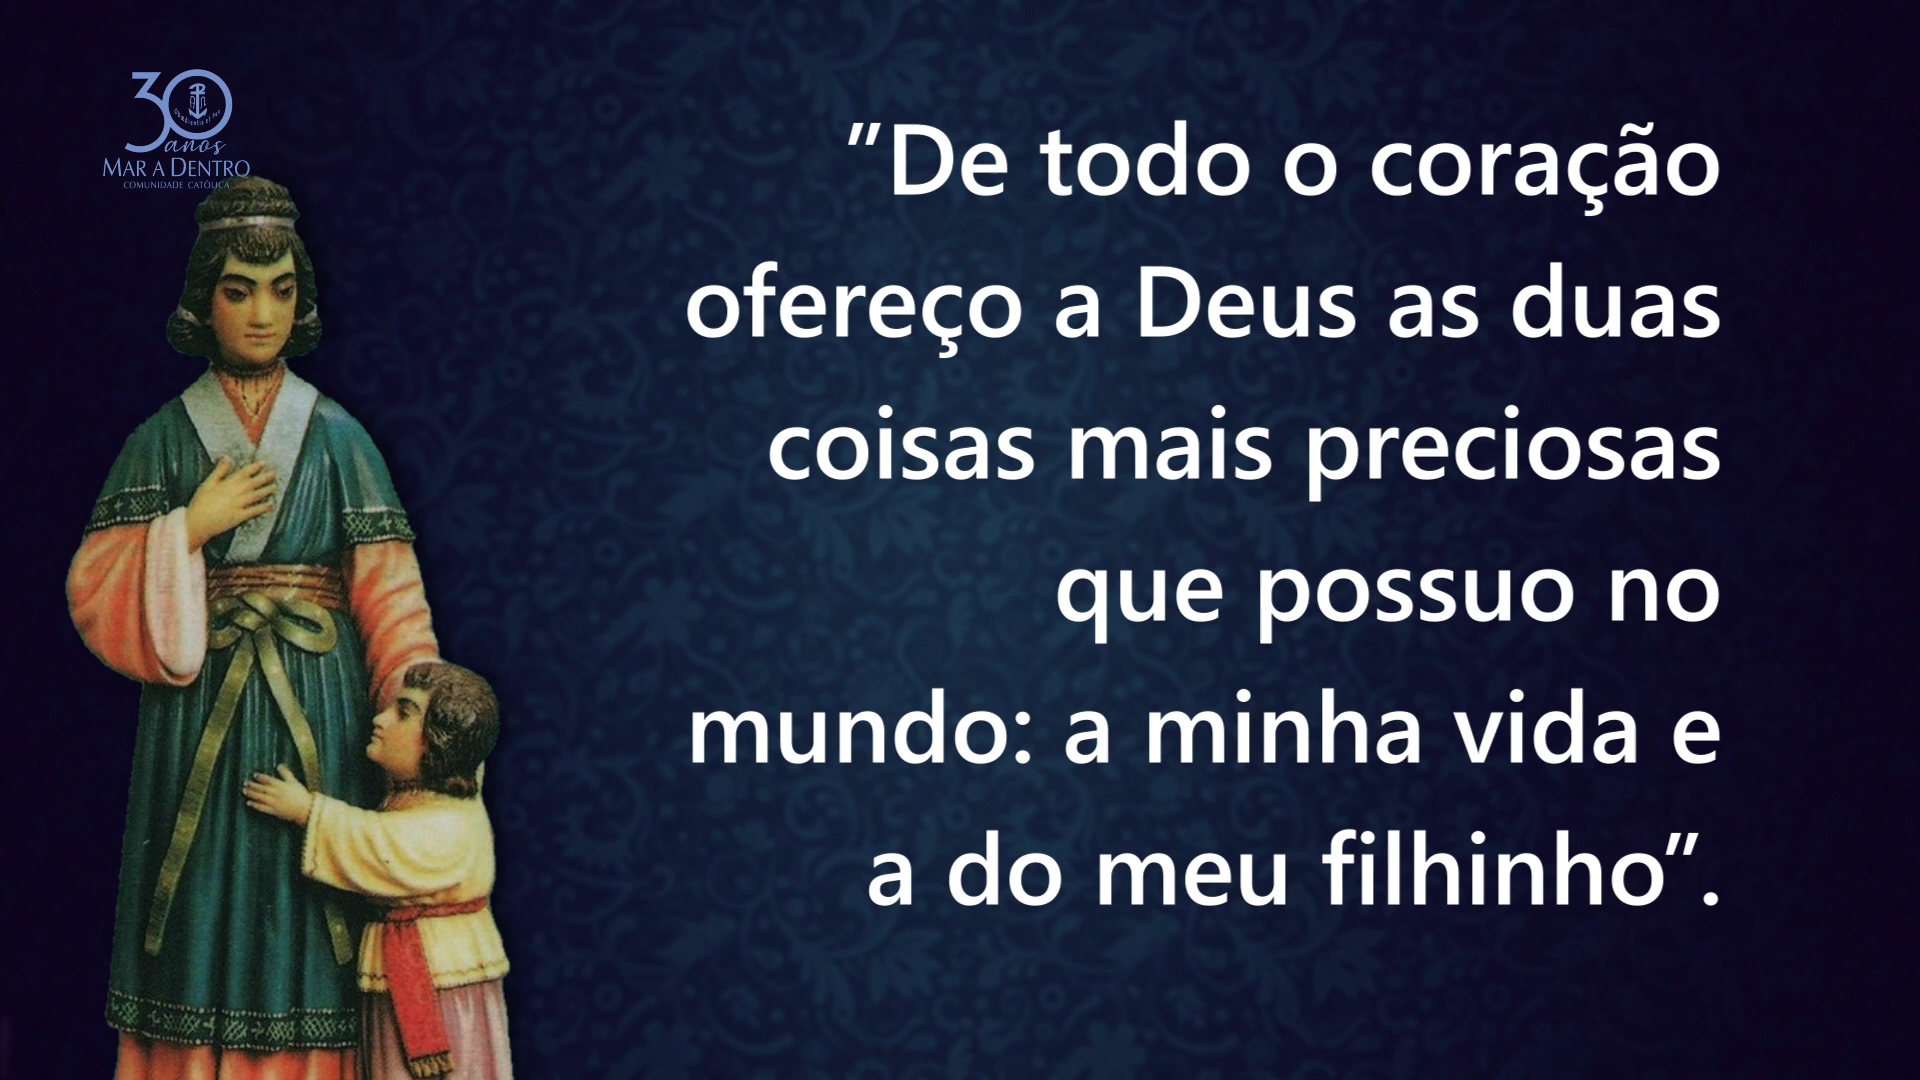 30
anos
MAR A DENTRO
COMUNIDADE CATÓLICA
"De todo o coração
ofereço a Deus as duas
coisas mais preciosas
que possuo no
mundo: a minha vida e
a do meu filhinho".